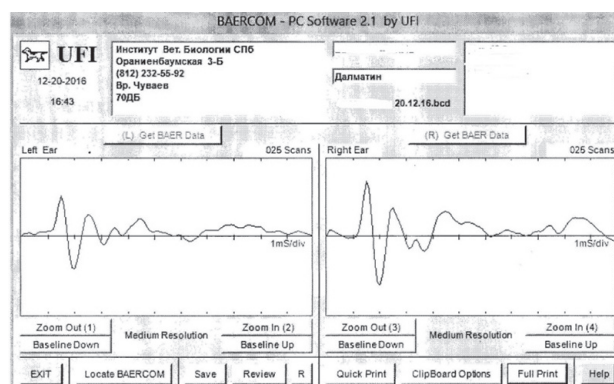 BAERCOM - PC Software 2.1 by UFI
UFI
12-20-2016
16:43
Институт Вет. Биологии СПб
Ораниенбаумская 3-Б
(812) 232-55-92
Вр. Чуваев
70ДБ
Далматин
20.12.16.bcd
(L) Get BAER Data
(R) Get BAER Data
Left Ear
025 Scans
Right Ear
025 Scans
1mS/div
1mS/div
Zoom Out (1)
Medium Resolution
Zoom In (2)
Baseline Down
Baseline Up
Zoom Out (3)
Medium Resolution
Zoom In (4)
Baseline Down
Baseline Up
EXIT
Locate BAERCOM
Save
Review
R
Quick Print
ClipBoard Options
Full Print
Help